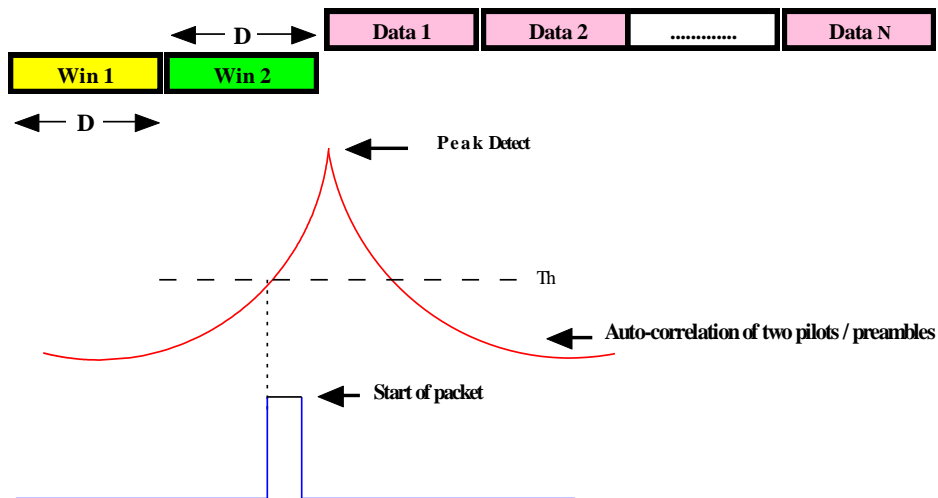 D
Data 1
Data 2
.............
Data N
Win 1
Win 2
D
Peak Detect
Th
Auto-correlation of two pilots / preambles
Start of packet